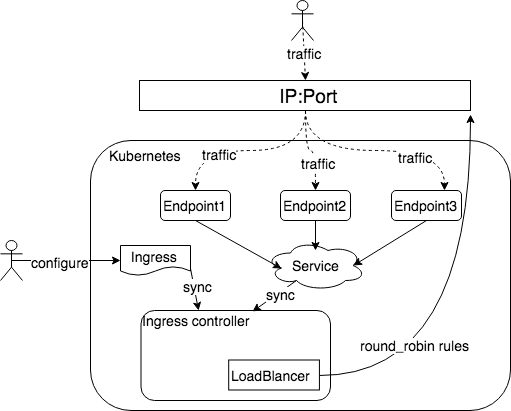 traffic
IP:Port
Kubernetes
traffic
traffic
traffic
Endpoint1
Endpoint2
Endpoint3
configure
Ingress
Service
sync
sync
Ingress controller
round_robin rules
LoadBlancer